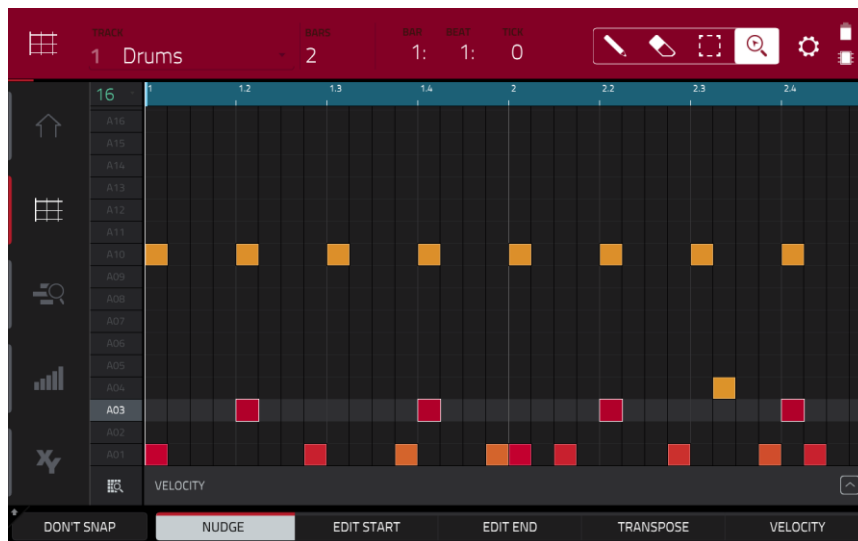 TRACK BARS BAR BEAT TICK
1 Drums 2 1: 1: 0
16 1 1.2 1.3 1.4 2 2.2 2.3 2.4
A16
A15
A14
A13
A12
A11
A10
A09
A08
A07
A06
A05
A04
A03
A02
A01
XY
VELOCITY
DON'T SNAP NUDGE EDIT START EDIT END TRANSPOSE VELOCITY